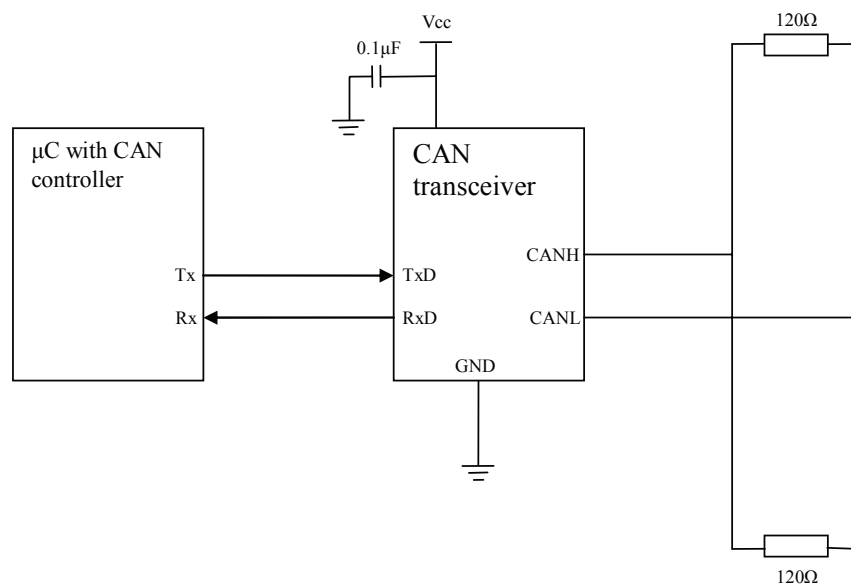 Vcc
120Ω
0.1μF
μC with CAN
controller
CAN
transceiver
CANH
Tx
TxD
Rx
RxD
CANL
GND
120Ω